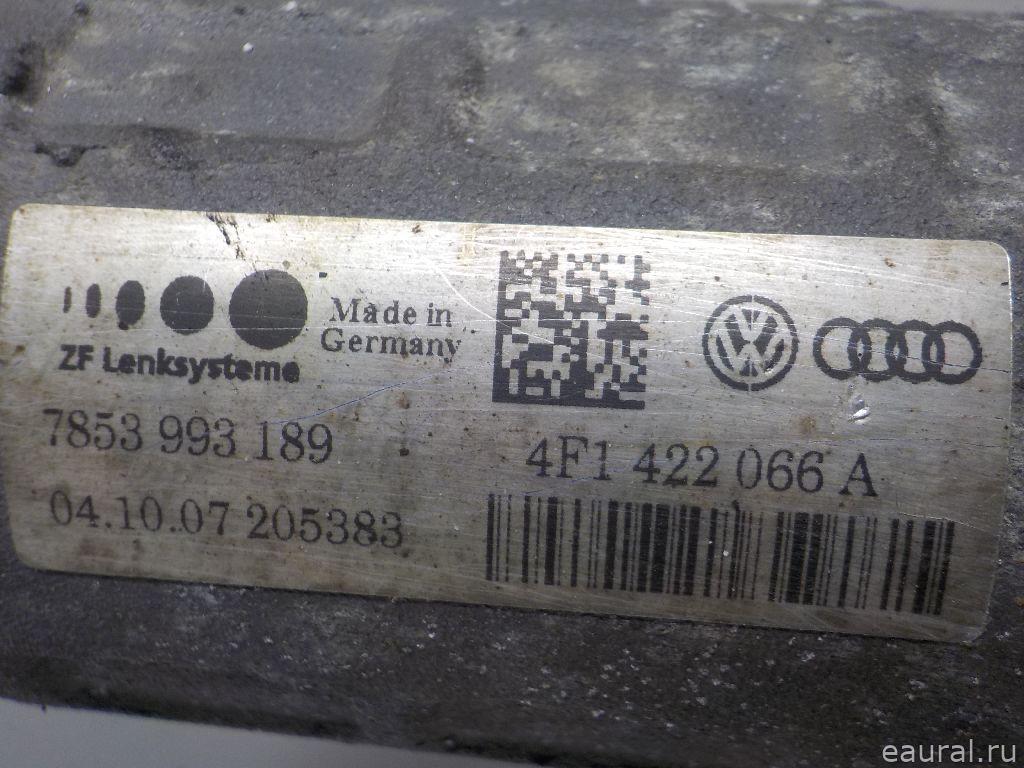 ZF Lenksysteme
Made in
Germany
7853 993 189
04.10.07 205383
4F1 422 066 A
eaural.ru